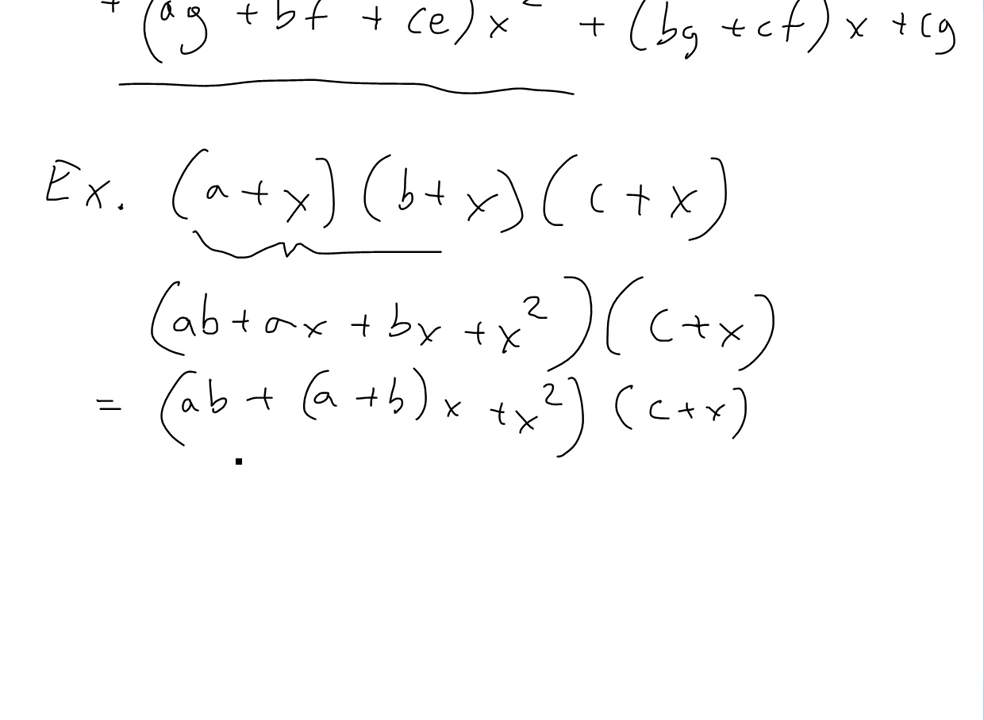 + (ag + bf + ce)x² + (bg + cf)x + cg
Ex. (a+x)(b+x)(c+x)
(ab+ax+bx+x²)(c+x)
= (ab+(a+b)x+x²)(c+x)